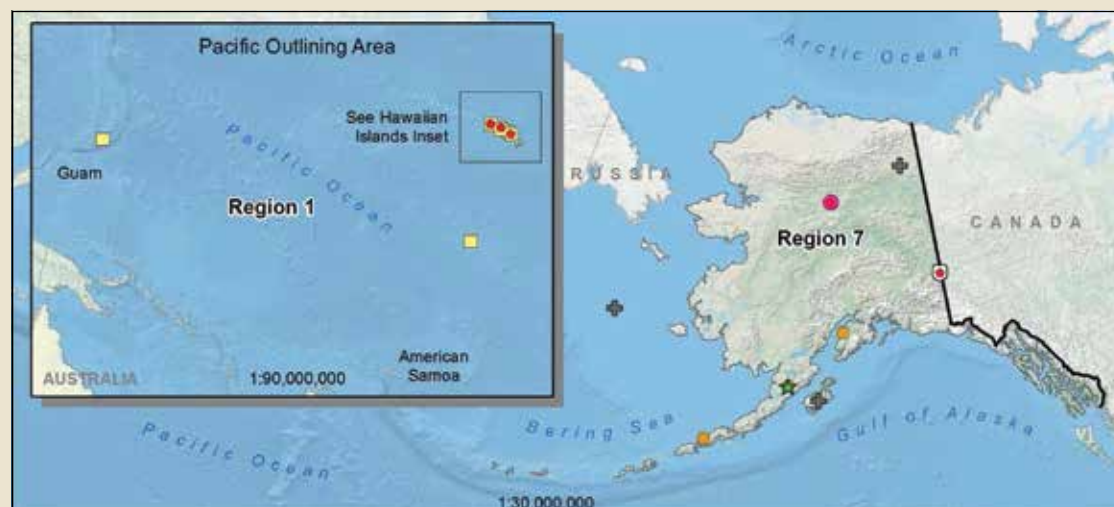 Pacific Outlining Area
See Hawaiian
Islands Inset
Pacific Ocean
Guam
Region 1
American
Samoa
AUSTRALIA
1:90,000,000
Arctic Ocean
RUSSIA
CANADA
Region 7
Bering Sea
Gulf of Alaska
Pacific Ocean
1:30,000,000